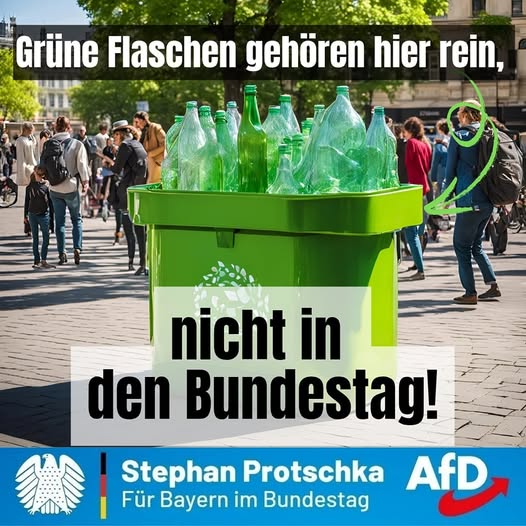 Grüne Flaschen gehören hier rein,
nicht in
den Bundestag!
Stephan Protschka
Für Bayern im Bundestag
AfD